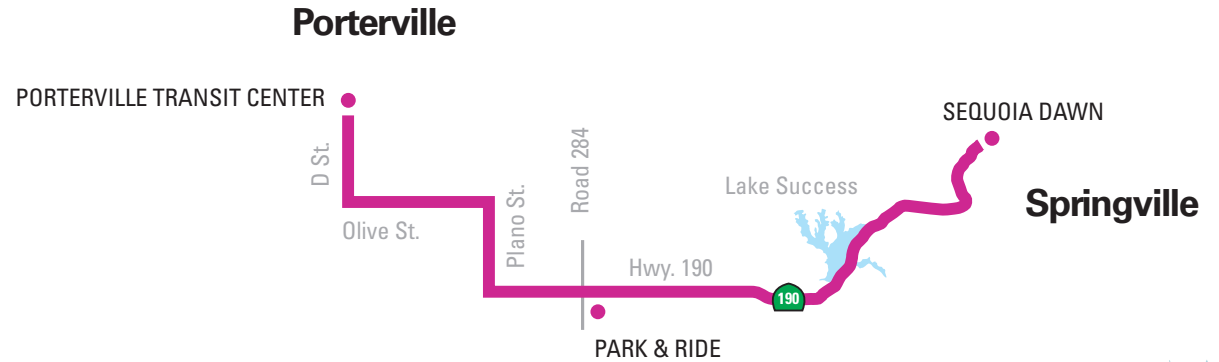 Porterville
PORTERVILLE TRANSIT CENTER
SEQUOIA DAWN
D St.
Road 284
Lake Success
Plano St.
Springville
Olive St.
Hwy. 190
190
PARK & RIDE